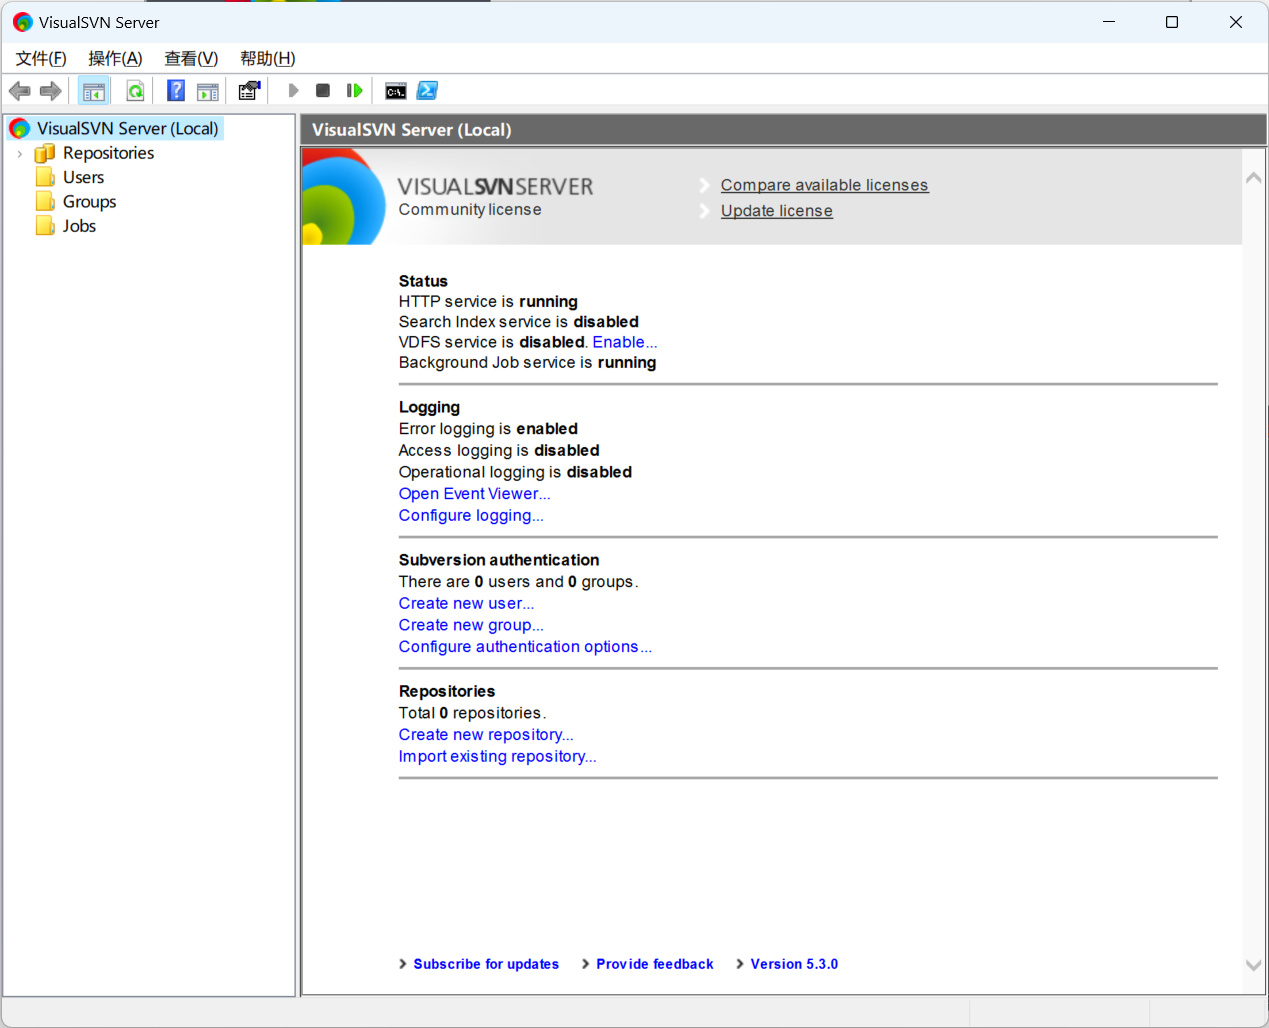 VisualSVN Server
文件(F) 操作(A) 查看(V) 帮助(H)
C:\.
VisualSVN Server (Local)
Repositories
Users
Groups
Jobs
VisualSVN Server (Local)
VISUALSVNSERVER
Community license
Compare available licenses
Update license
Status
HTTP service is running
Search Index service is disabled
VDFS service is disabled. Enable...
Background Job service is running
Logging
Error logging is enabled
Access logging is disabled
Operational logging is disabled
Open Event Viewer...
Configure logging...
Subversion authentication
There are 0 users and 0 groups.
Create new user...
Create new group...
Configure authentication options...
Repositories
Total 0 repositories.
Create new repository...
Import existing repository...
Subscribe for updates Provide feedback Version 5.3.0